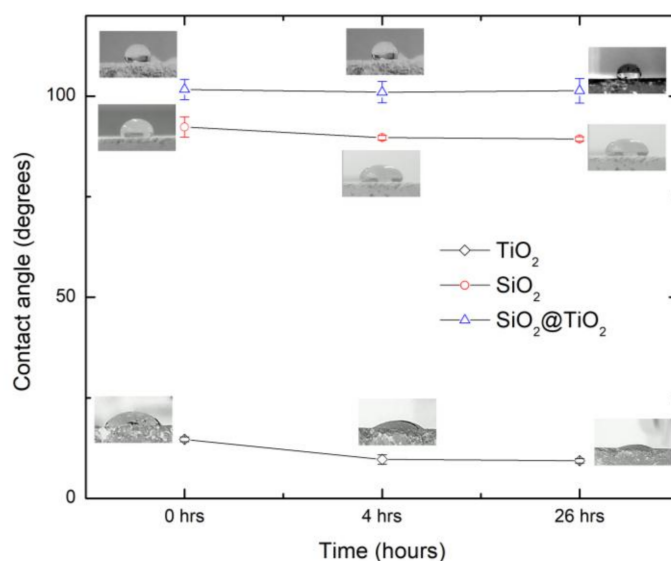 Contact angle (degrees)
100
50
0
TiO₂
SiO₂
SiO₂@TiO₂
0 hrs
4 hrs
26 hrs
Time (hours)